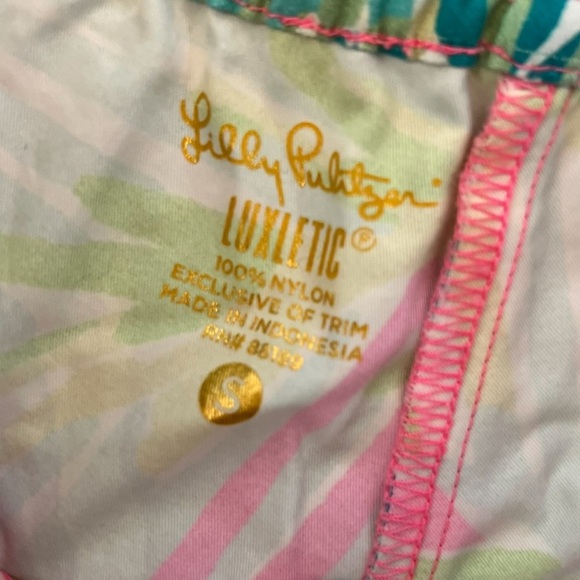 Lilly Pulitzer
LUXLETIC®
100% NYLON
EXCLUSIVE OF TRIM
MADE IN INDONESIA
RN#
S